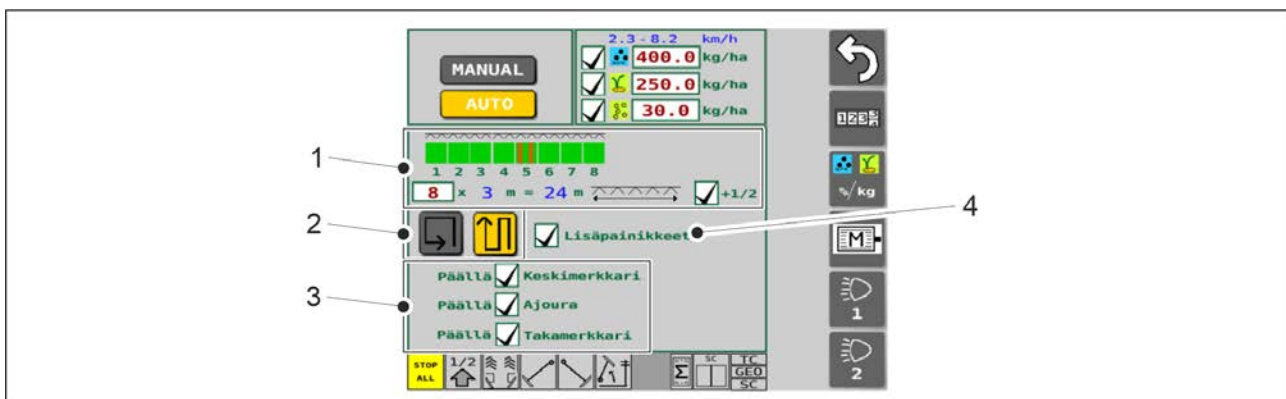 2.3 - 8.2 km/h
MANUAL
400.0 kg/ha
250.0 kg/ha
AUTO
30.0 kg/ha
1
1 2 3 4 5 6 7 8
8 x 3 m = 24 m +1/2
2
Lisäpainikkeet
4
3
Päällä Keskimerkkari
Päällä Ajoura
Päällä Takamerkkari
STOP ALL
1/2
Σ
SC
TC
GEO
SC
%/kg
M
1
2